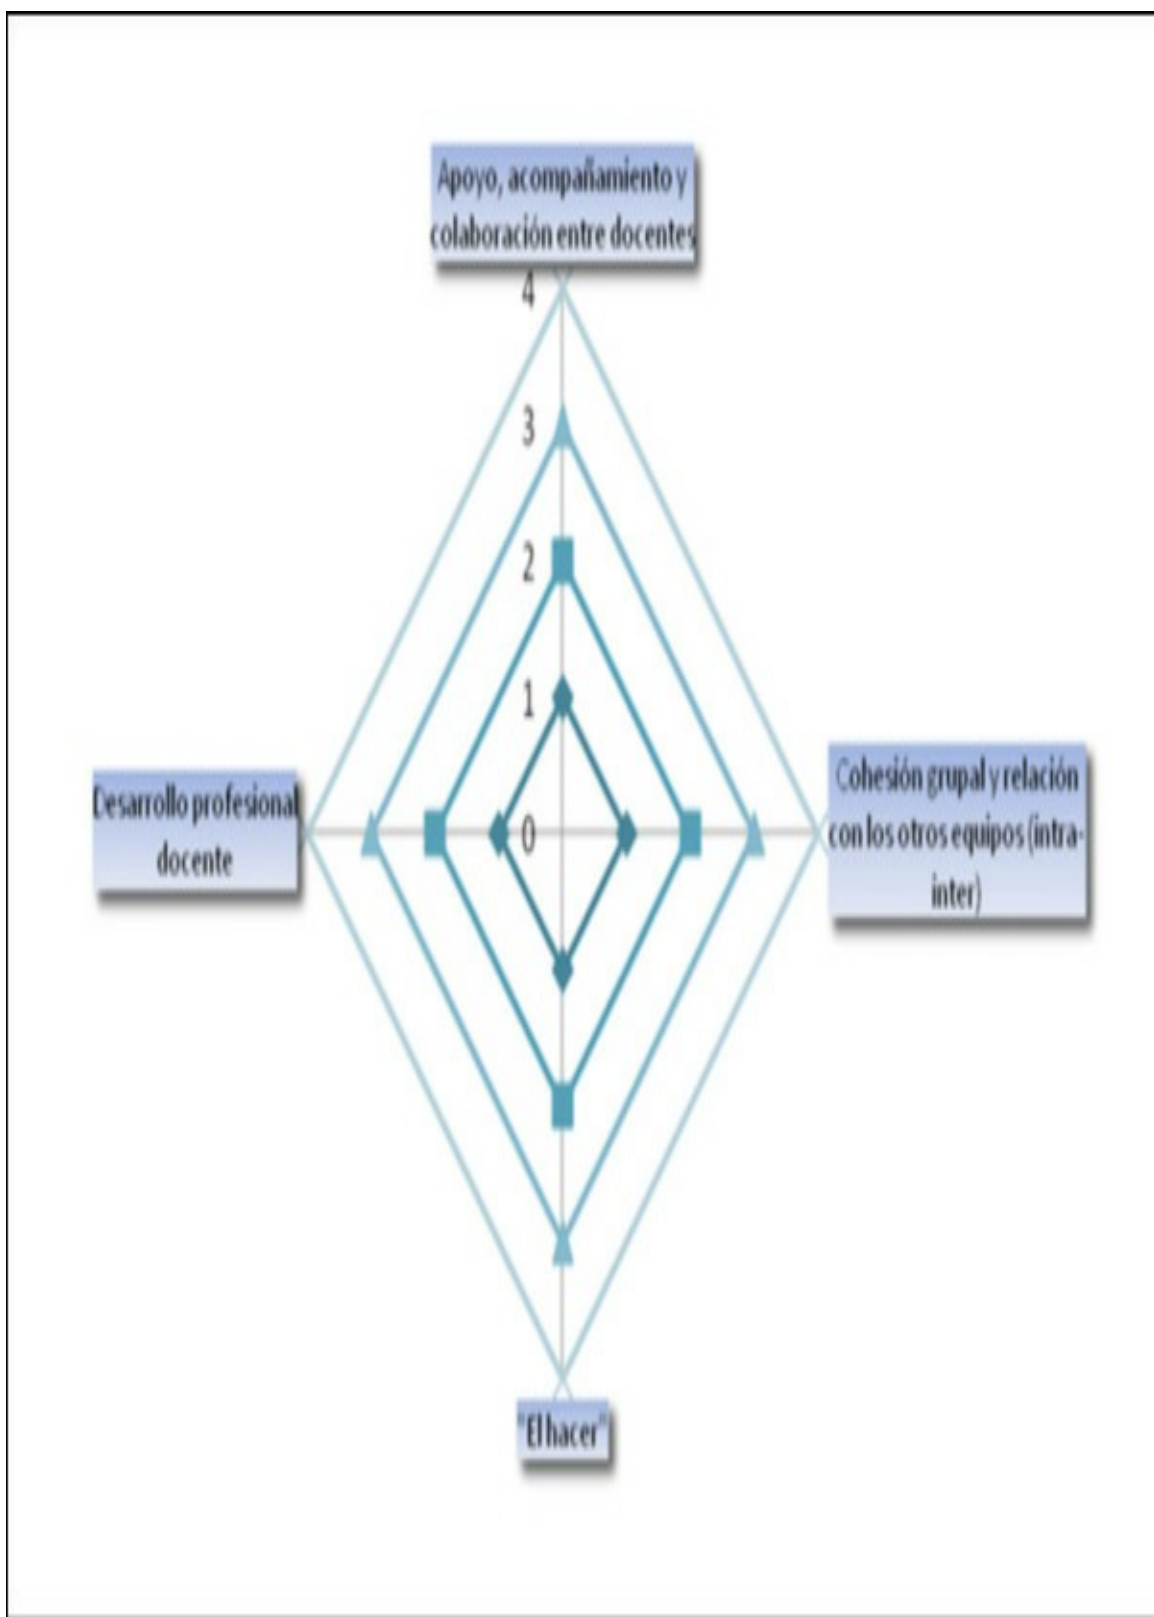 Apoyo, acompañamiento y
colaboración entre docentes
4
3
2
1
0
Desarrollo profesional
docente
Cohesión grupal y relación
con los otros equipos (intra-
inter)
"El hacer"